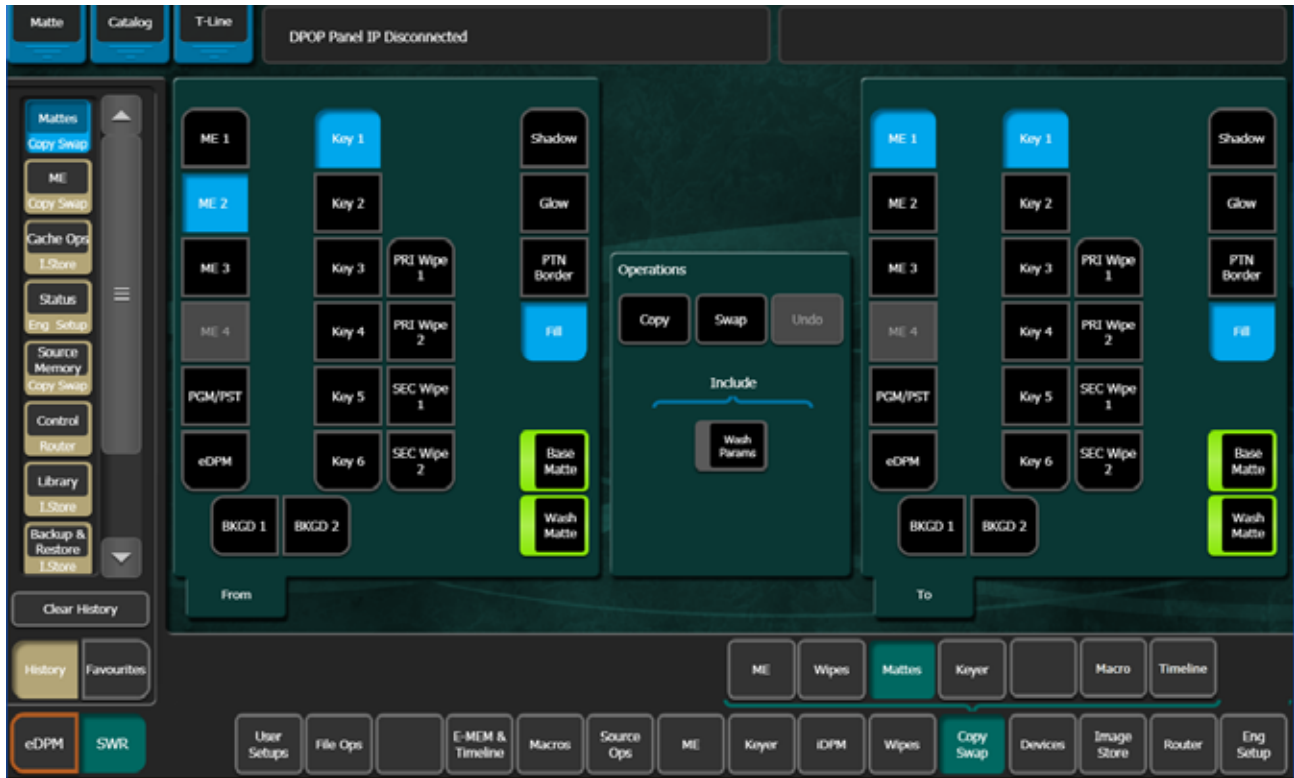 Matte
Catalog
T-Line
DPOP Panel IP Disconnected
Mattes
Copy Swap
ME
Copy Swap
Cache Ops
I.Store
Status
Eng Setup
Source
Memory
Copy Swap
Control
Router
Library
I.Store
Backup &
Restore
I.Store
Clear History
History
Favourites
eDPM
SWR
ME 1
ME 2
ME 3
ME 4
PGM/PST
eDPM
Key 1
Key 2
Key 3
Key 4
Key 5
Key 6
PRI Wipe
1
PRI Wipe
2
SEC Wipe
1
SEC Wipe
2
Shadow
Glow
PTN
Border
Fill
Base
Matte
Wash
Matte
BKGD 1
BKGD 2
From
Operations
Copy
Swap
Undo
Include
Wash
Params
ME 1
ME 2
ME 3
ME 4
PGM/PST
eDPM
Key 1
Key 2
Key 3
Key 4
Key 5
Key 6
PRI Wipe
1
PRI Wipe
2
SEC Wipe
1
SEC Wipe
2
Shadow
Glow
PTN
Border
Fill
Base
Matte
Wash
Matte
BKGD 1
BKGD 2
To
ME
Wipes
Mattes
Keyer
Macro
Timeline
User
Setups
File Ops
E-MEM &
Timeline
Macros
Source
Ops
ME
Keyer
iDPM
Wipes
Copy
Swap
Devices
Image
Store
Router
Eng
Setup